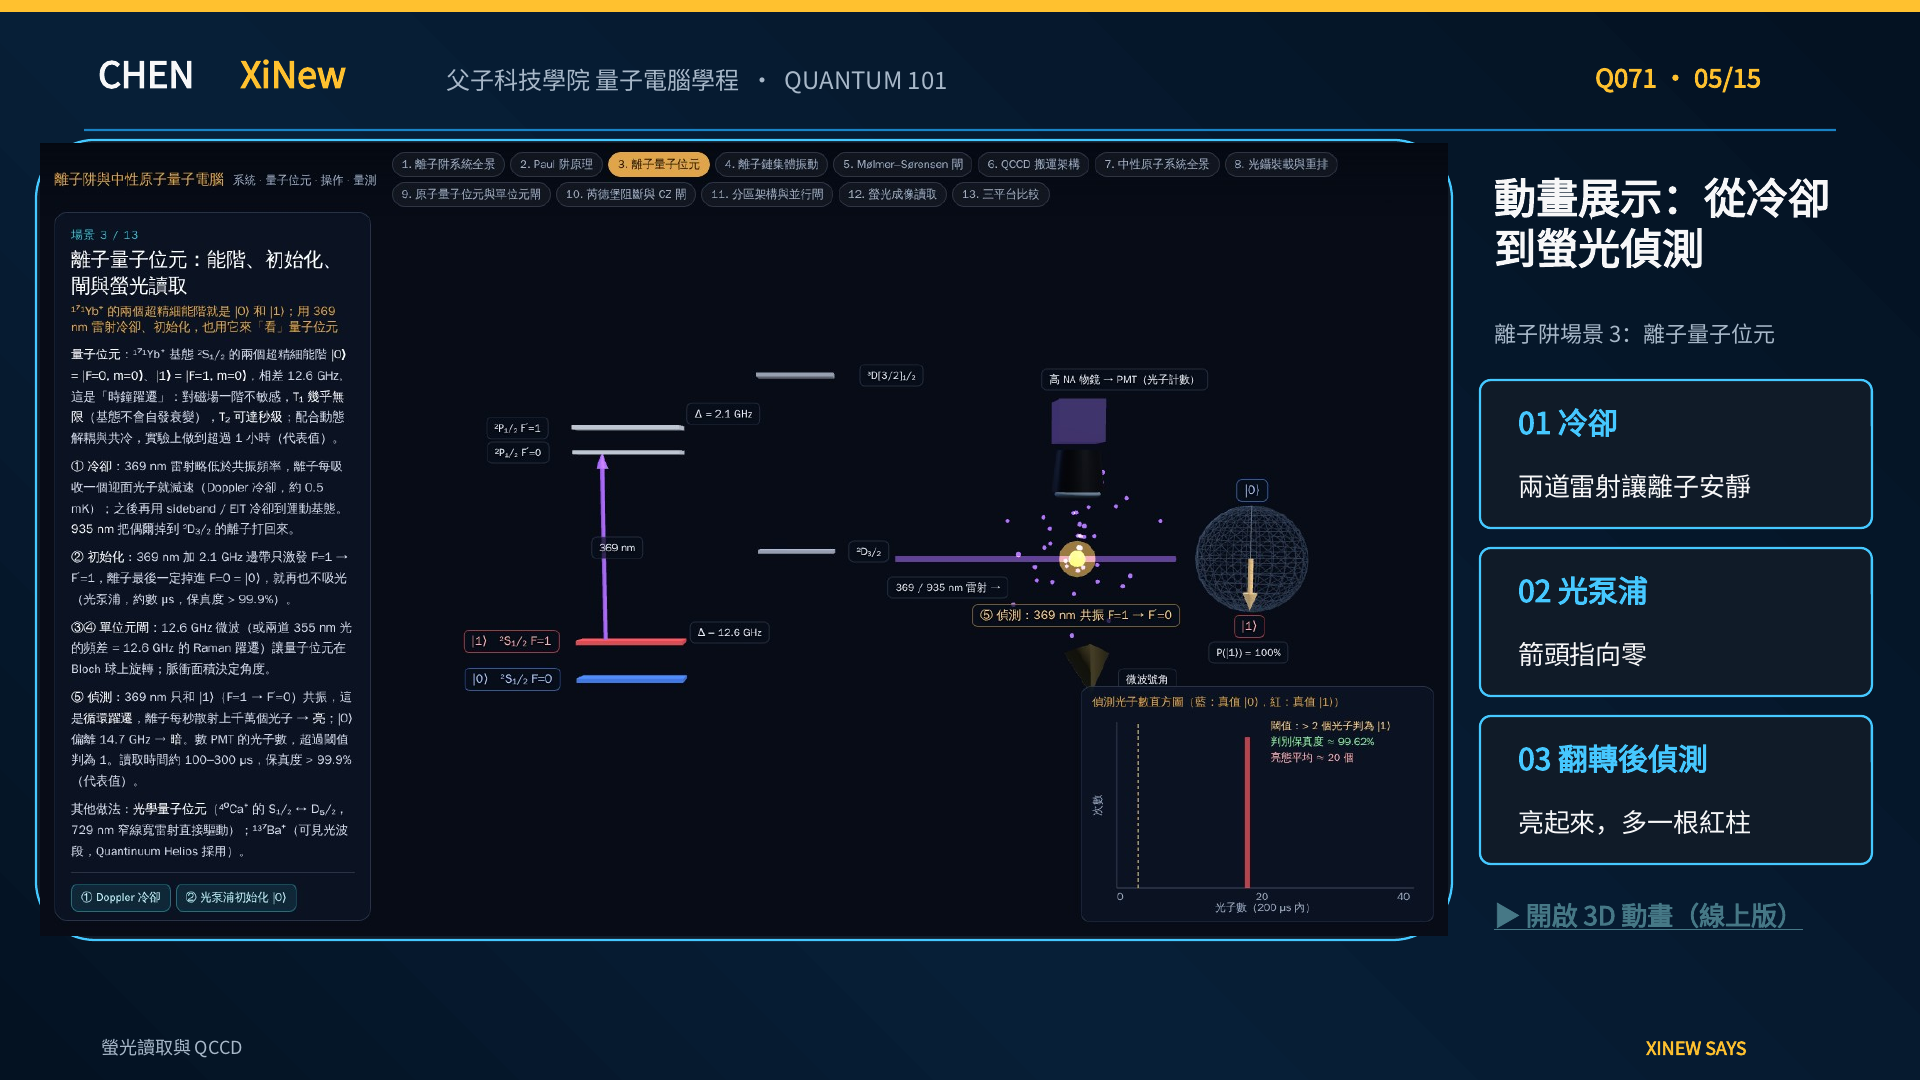 CHEN XiNew 父子科技學院 量子電腦學程 · QUANTUM 101
Q071 · 05/15
離子阱與中性原子量子電腦 系統 · 量子位元 · 操作 · 量測
1. 離子阱系統全景
2. Paul 阱原理
3. 離子量子位元
4. 離子鏈集體振動
5. Mølmer–Sørensen 閘
6. QCCD 搬運架構
7. 中性原子系統全景
8. 光鑷裝載與重排
9. 原子量子位元與單位元閘
10. 芮德堡阻斷與 CZ 閘
11. 分區架構與並行閘
12. 螢光成像讀取
13. 三平台比較
場景 3 / 13
離子量子位元：能階、初始化、
閘與螢光讀取
¹⁷¹Yb⁺ 的兩個超精細能階就是 |0⟩ 和 |1⟩；用 369
nm 雷射冷卻、初始化，也用它來「看」量子位元
量子位元：¹⁷¹Yb⁺ 基態 ²S₁/₂ 的兩個超精細能階 |0⟩
= |F=0, m=0⟩、|1⟩ = |F=1, m=0⟩，相差 12.6 GHz，
這是「時鐘躍遷」：對磁場一階不敏感，T₁ 幾乎無
限（基態不會自發衰變），T₂ 可達秒級；配合動態
解耦與共冷，實驗上做到超過 1 小時（代表值）。
① 冷卻：369 nm 雷射略低於共振頻率，離子每吸
收一個迎面光子就減速（Doppler 冷卻，約 0.5
mK）；之後再用 sideband / EIT 冷卻到運動基態。
935 nm 把偶爾掉到 ²D₃/₂ 的離子打回來。
② 初始化：369 nm 加 2.1 GHz 邊帶只激發 F=1 →
F′=1，離子最後一定掉進 F=0 = |0⟩，就再也不吸光
（光泵浦，約數 μs，保真度 > 99.9%）。
③④ 單位元閘：12.6 GHz 微波（或兩道 355 nm 光
的頻差 = 12.6 GHz 的 Raman 躍遷）讓量子位元在
Bloch 球上旋轉；脈衝面積決定角度。
⑤ 偵測：369 nm 只和 |1⟩（F=1 → F′=0）共振，這
是循環躍遷，離子每秒散射上千萬個光子 → 亮；|0⟩
偏離 14.7 GHz → 暗。數 PMT 的光子數，超過閾值
判為 1。讀取時間約 100–300 μs，保真度 > 99.9%
（代表值）。
其他做法：光學量子位元（⁴⁰Ca⁺ 的 S₁/₂ ↔ D₅/₂，
729 nm 窄線寬雷射直接驅動）；¹³⁷Ba⁺（可見光波
段，Quantinuum Helios 採用）。
① Doppler 冷卻
② 光泵浦初始化 |0⟩
³D[3/2]₁/₂
Δ = 2.1 GHz
²P₁/₂ F′=1
²P₁/₂ F′=0
369 nm
²D₃/₂
|1⟩ ²S₁/₂ F=1
Δ = 12.6 GHz
|0⟩ ²S₁/₂ F=0
高 NA 物鏡 → PMT（光子計數）
369 / 935 nm 雷射 →
⑤ 偵測：369 nm 共振 F=1 → F′=0
|0⟩
|1⟩
P(|1⟩) = 100%
微波號角
偵測光子數直方圖（藍：真值 |0⟩，紅：真值 |1⟩）
閾值：> 2 個光子判為 |1⟩
判別保真度 ≈ 99.62%
亮態平均 ≈ 20 個
次數
0 20 40
光子數（200 μs 內）
動畫展示：從冷卻
到螢光偵測
離子阱場景 3：離子量子位元
01 冷卻
兩道雷射讓離子安靜
02 光泵浦
箭頭指向零
03 翻轉後偵測
亮起來，多一根紅柱
▶ 開啟 3D 動畫（線上版）
螢光讀取與 QCCD
XINEW SAYS